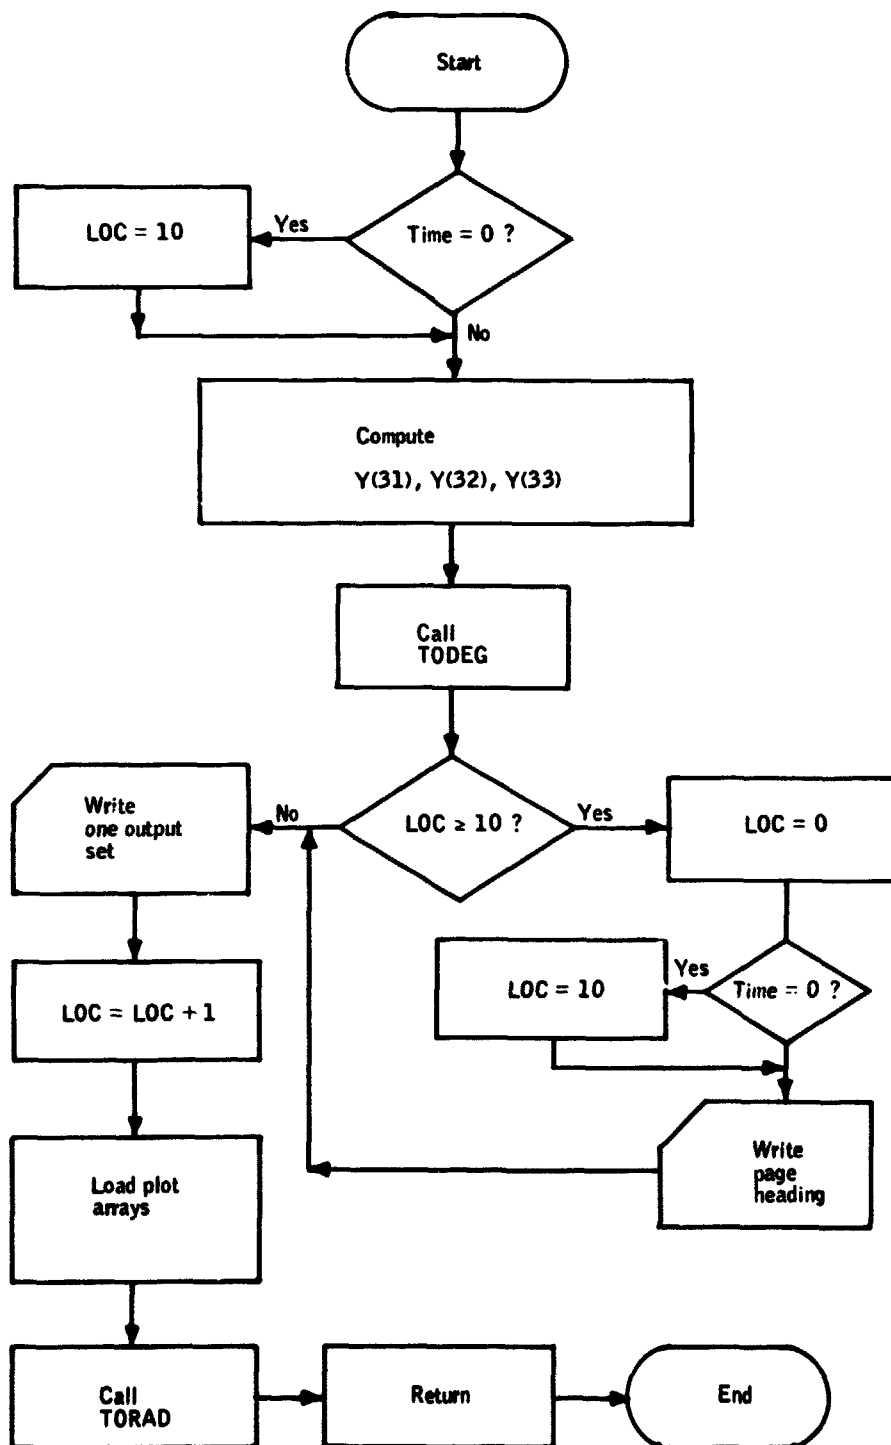 Start
Time = 0 ?
Yes
LOC = 10
No
Compute
Y(31), Y(32), Y(33)
Call
TODEG
LOC ≥ 10 ?
No
Yes
Write
one output
set
LOC = 0
Time = 0 ?
Yes
LOC = 10
LOC = LOC + 1
Write
page
heading
Load plot
arrays
Call
TORAD
Return
End